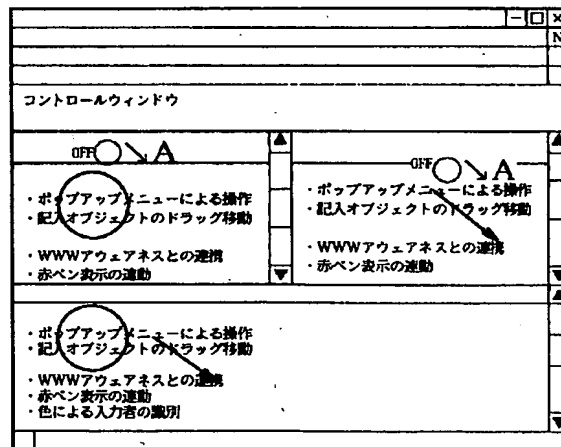 N
コントロールウィンドウ
OFF A
・ポップアップメニューによる操作
・記入オブジェクトのドラッグ移動
・WWWアウェアネスとの連携
・赤ペン表示の連動
OFF A
・ポップアップメニューによる操作
・記入オブジェクトのドラッグ移動
・WWWアウェアネスとの連携
・赤ペン表示の連動
・ポップアップメニューによる操作
・記入オブジェクトのドラッグ移動
・WWWアウェアネスとの連携
・赤ペン表示の連動
・色による入力者の識別